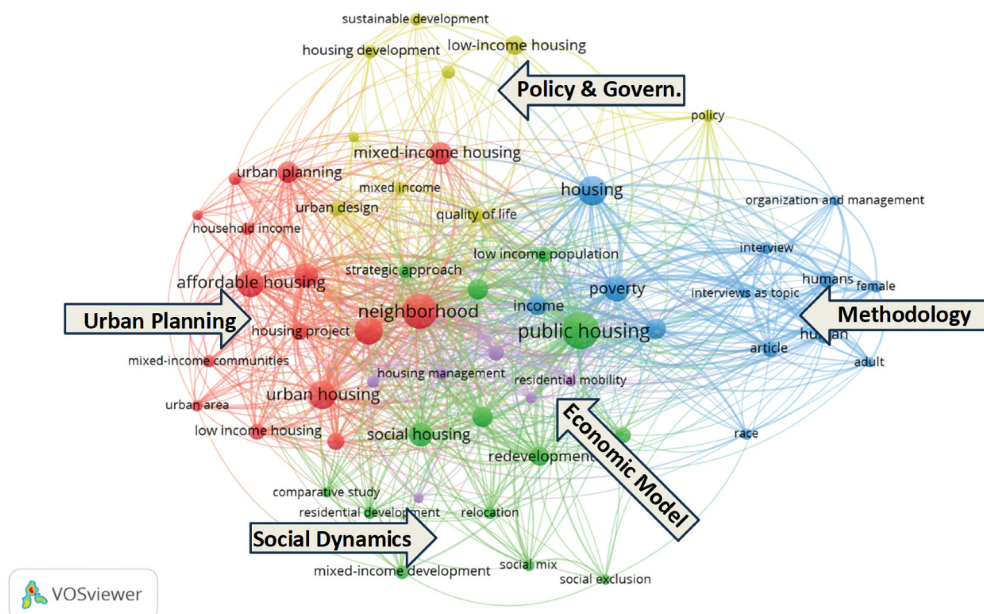 sustainable development
housing development
low-income housing
Policy & Govern.
policy
mixed-income housing
urban planning
mixed income
housing
organization and management
urban design
quality of life
household income
interview
low income population
strategic approach
affordable housing
humans
female
interviews as topic
poverty
income
neighborhood
Urban Planning
Methodology
housing project
public housing
human
article
mixed-income communities
adult
housing management
residential mobility
urban housing
urban area
Economic Model
low income housing
social housing
race
redevelopment
comparative study
residential development
relocation
Social Dynamics
social mix
mixed-income development
social exclusion
VOSviewer